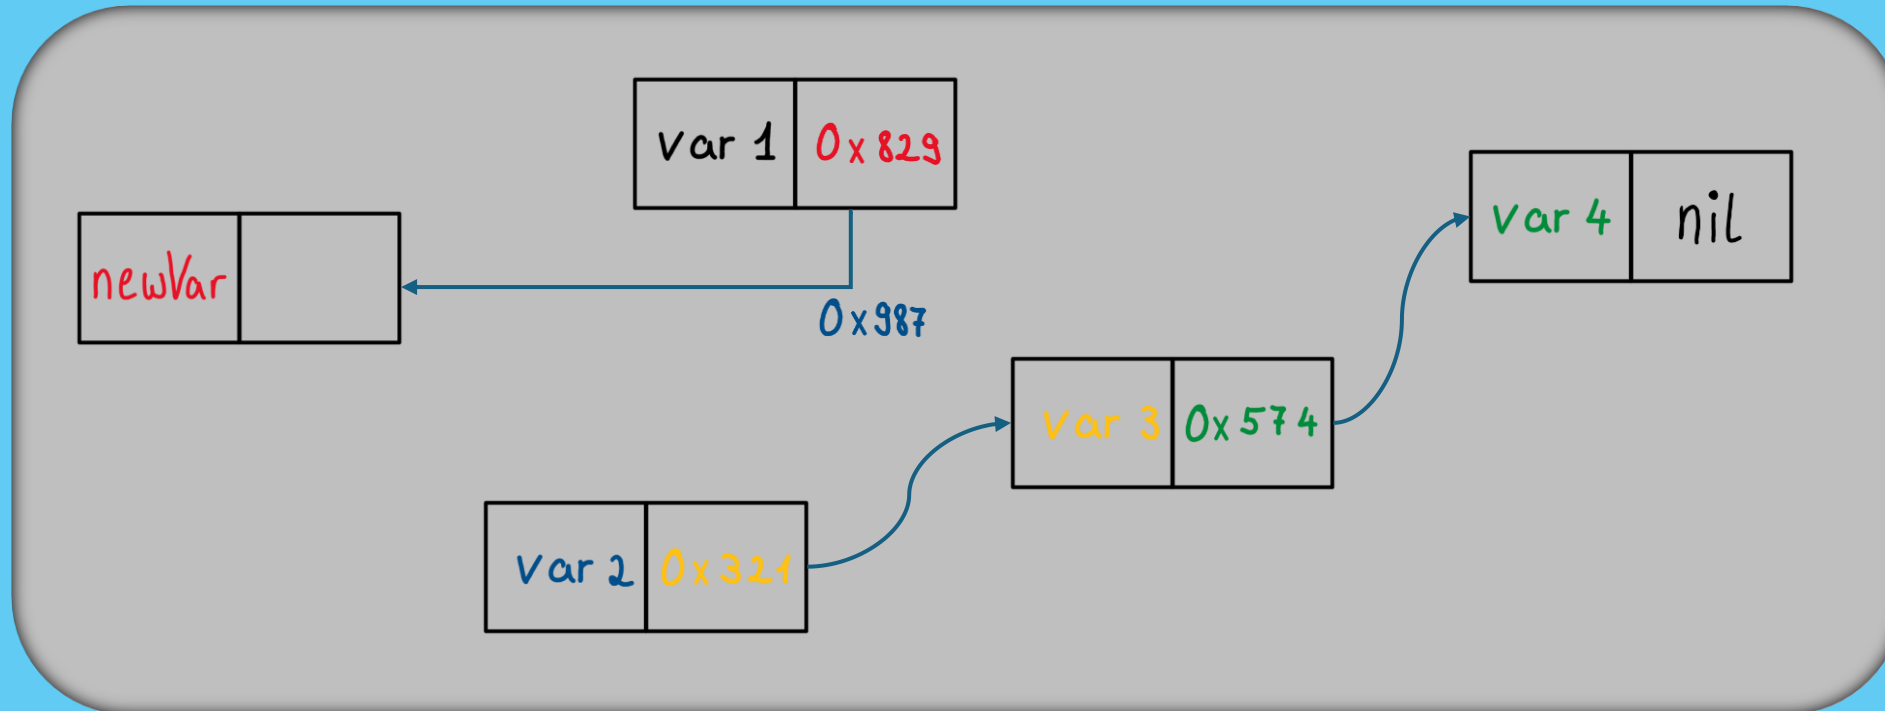 var 1 0x829
var 4 nil
newVar
0x987
var 3 0x574
var 2 0x321